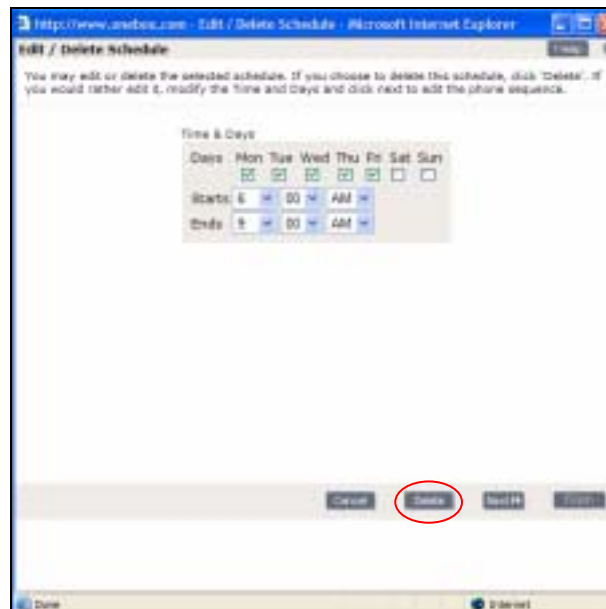 http://www.onebox.com - Edit / Delete Schedule - Microsoft Internet Explorer
Edit / Delete Schedule
You may edit or delete the selected schedule. If you choose to delete this schedule, click 'Delete'. If
you would rather edit it, modify the Time and Days and click next to edit the phone sequence.
Time & Days
Days Mon Tue Wed Thu Fri Sat Sun
Starts 6 00 AM
Ends 9 00 AM
Cancel Delete Next
Done Internet